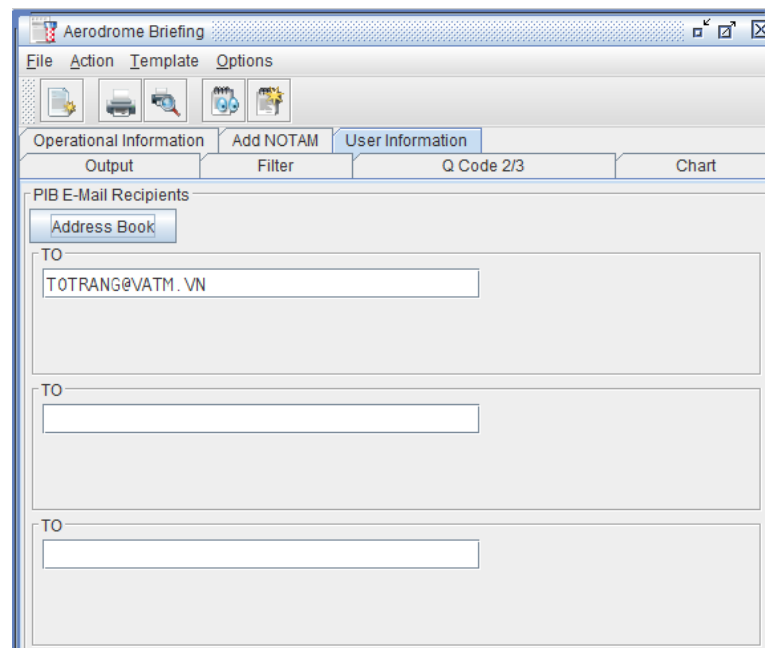 Aerodrome Briefing
File Action Template Options
Operational Information Add NOTAM User Information
Output Filter Q Code 2/3 Chart
PIB E-Mail Recipients
Address Book
TO
TOTRANG@VATM.VN
TO
TO